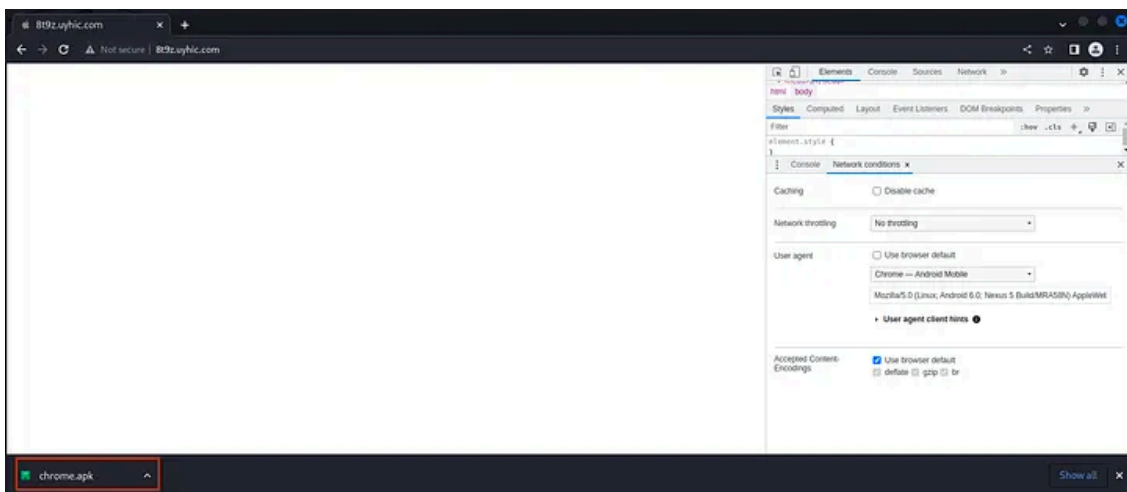 8t9z.uyhic.com
Not secure | 8t9z.uyhic.com
Elements Console Sources Network »
html body
Styles Computed Layout Event Listeners DOM Breakpoints Properties »
Filter :hov .cls +
element.style {
}
Console Network conditions x
Caching Disable cache
Network throttling No throttling
User agent Use browser default
Chrome — Android Mobile
Mozilla/5.0 (Linux; Android 6.0; Nexus 5 Build/MRA58N) AppleWeb
User agent client hints
Accepted Content- Use browser default
Encodings deflate gzip br
chrome.apk Show all